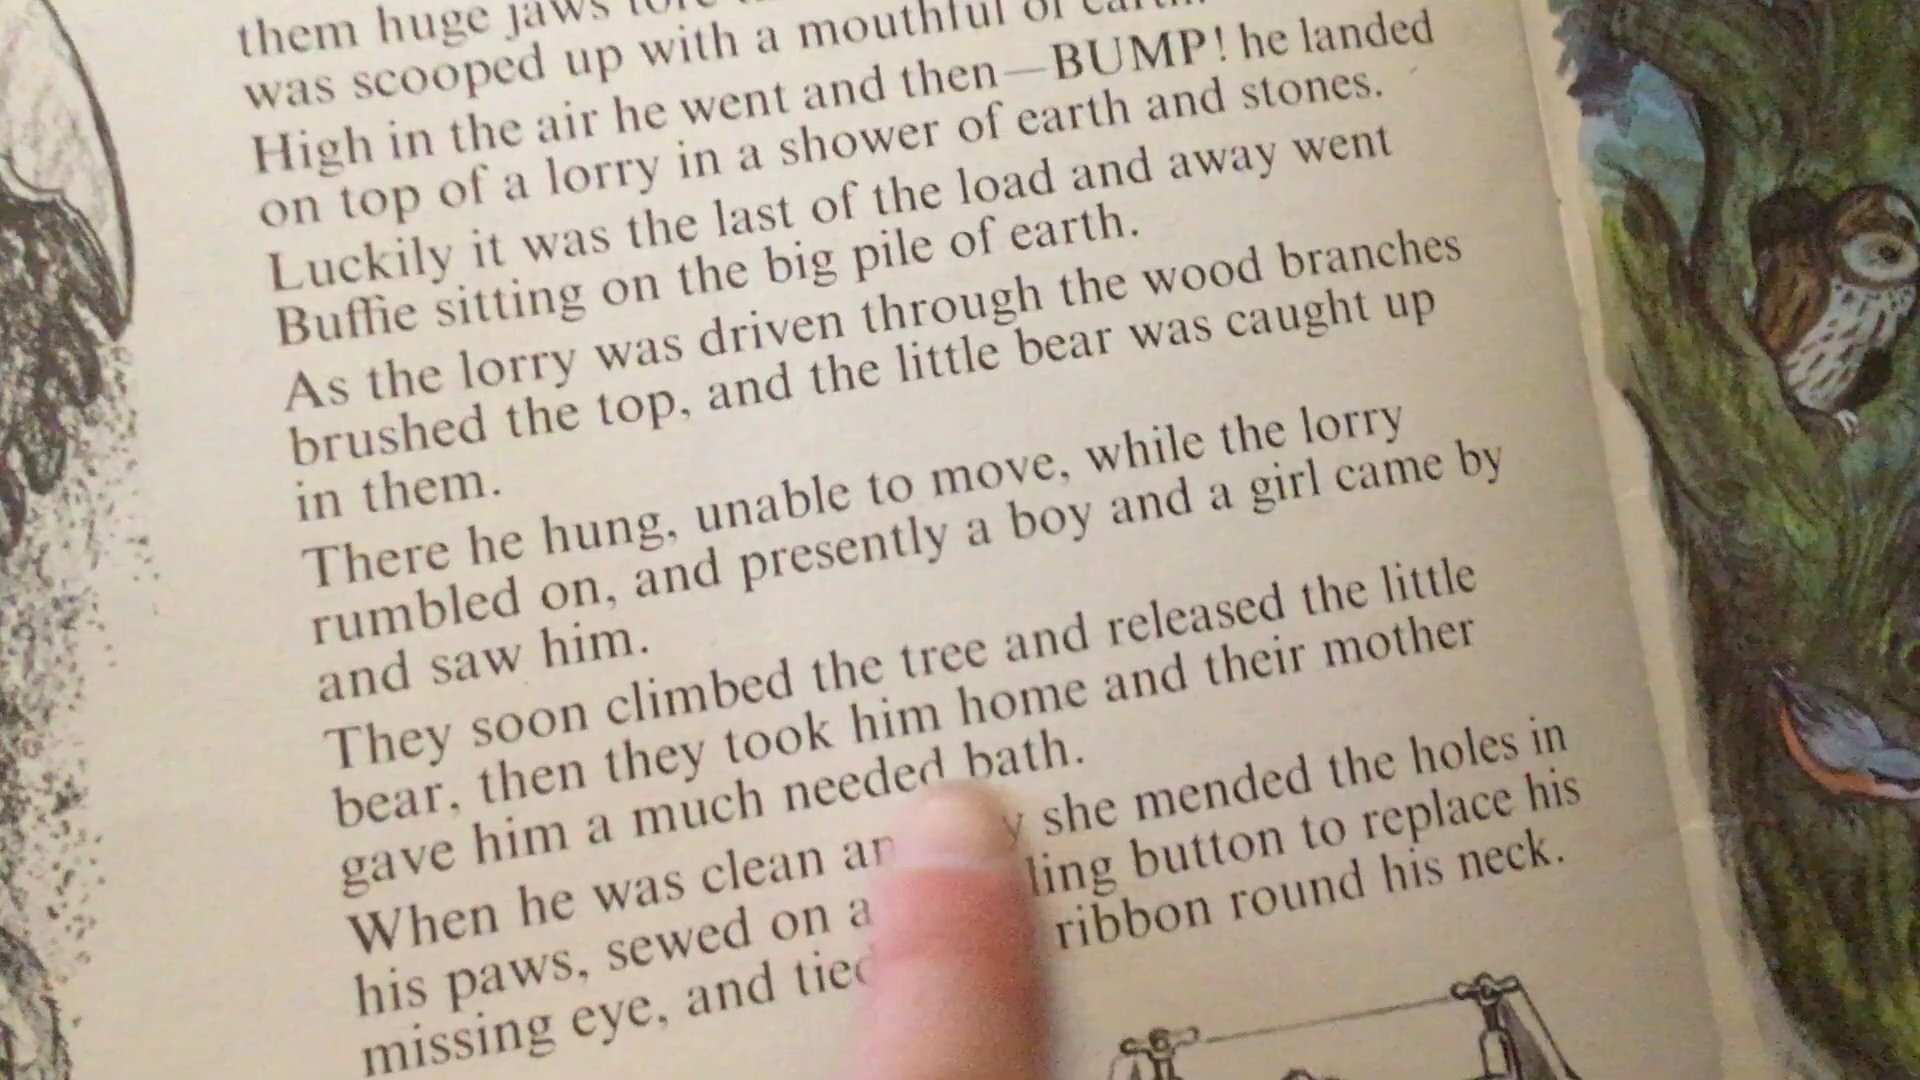 them huge jaws
was scooped up with a mouthful of
High in the air he went and then—BUMP! he landed
on top of a lorry in a shower of earth and stones.
Luckily it was the last of the load and away went
Buffie sitting on the big pile of earth.
As the lorry was driven through the wood branches
brushed the top, and the little bear was caught up
in them.
There he hung, unable to move, while the lorry
rumbled on, and presently a boy and a girl came by
and saw him.
They soon climbed the tree and released the little
bear, then they took him home and their mother
gave him a much needed bath.
When he was clean she mended the holes in
his paws, sewed on a button to replace his
missing eye, and tied ribbon round his neck.